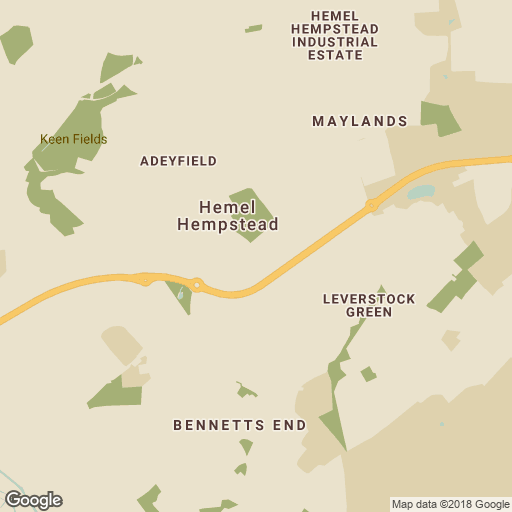 HEMEL
HEMPSTEAD
INDUSTRIAL
ESTATE
MAYLANDS
Keen Fields
ADEYFIELD
Hemel
Hempstead
LEVERSTOCK
GREEN
BENNETTS END
Google
Map data ©2018 Google